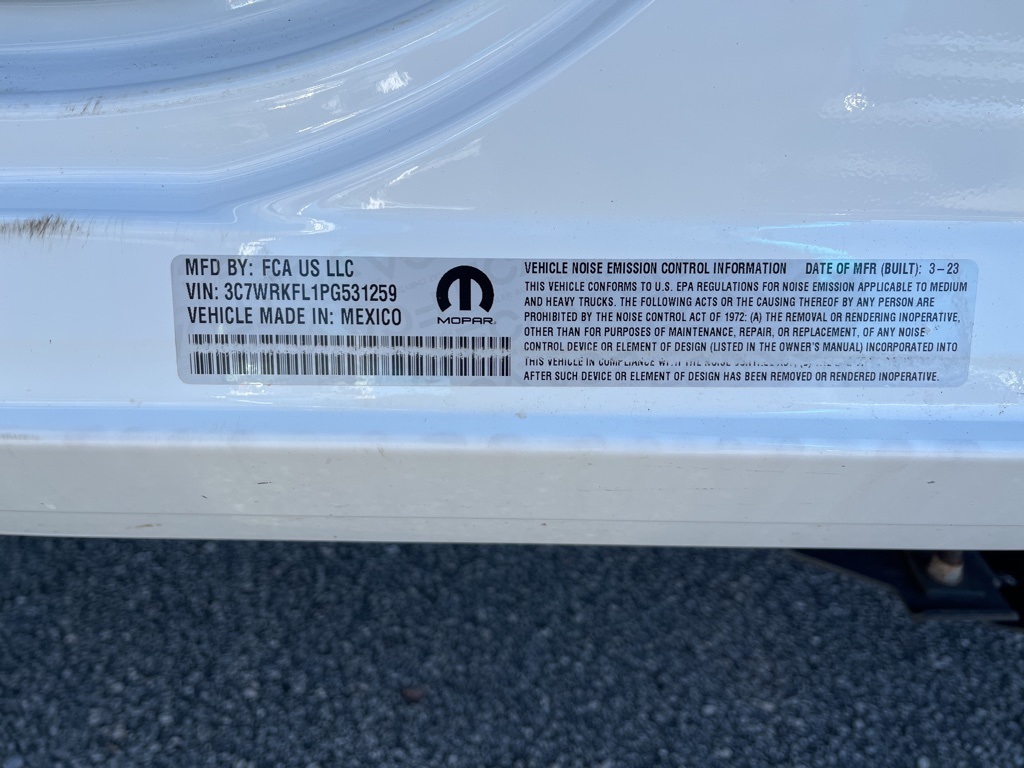 MFD BY: FCA US LLC
VIN: 3C7WRKFL1PG531259
VEHICLE MADE IN: MEXICO
MOPAR
VEHICLE NOISE EMISSION CONTROL INFORMATION DATE OF MFR (BUILT): 3-23
THIS VEHICLE CONFORMS TO U.S. EPA REGULATIONS FOR NOISE EMISSION APPLICABLE TO MEDIUM
AND HEAVY TRUCKS. THE FOLLOWING ACTS OR THE CAUSING THEREOF BY ANY PERSON ARE
PROHIBITED BY THE NOISE CONTROL ACT OF 1972: (A) THE REMOVAL OR RENDERING INOPERATIVE,
OTHER THAN FOR PURPOSES OF MAINTENANCE, REPAIR, OR REPLACEMENT, OF ANY NOISE
CONTROL DEVICE OR ELEMENT OF DESIGN (LISTED IN THE OWNER'S MANUAL) INCORPORATED INTO
THIS VEHICLE IN COMPLIANCE WITH THE NOISE
AFTER SUCH DEVICE OR ELEMENT OF DESIGN HAS BEEN REMOVED OR RENDERED INOPERATIVE.